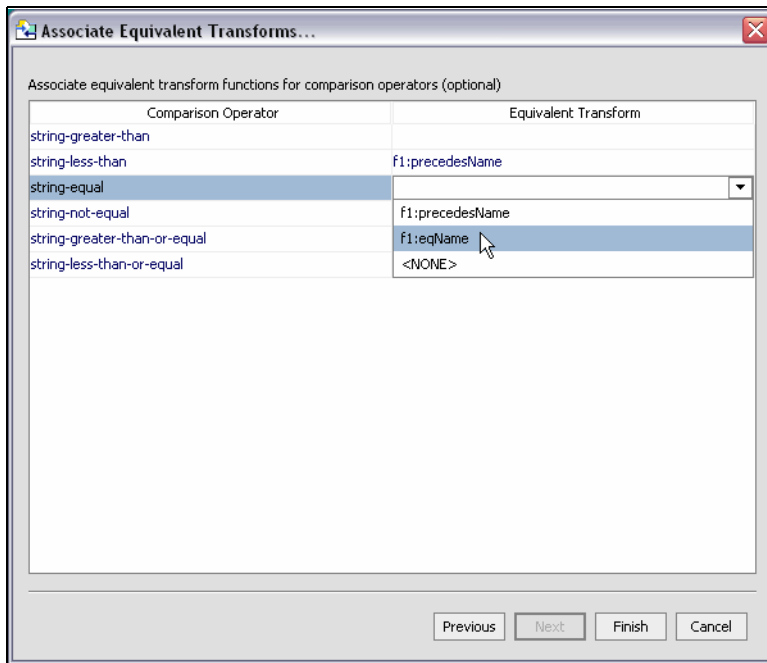 Associate Equivalent Transforms...
Associate equivalent transform functions for comparison operators (optional)
Comparison Operator Equivalent Transform
string-greater-than
string-less-than f1:precedesName
string-equal
string-not-equal f1:precedesName
string-greater-than-or-equal f1:eqName
string-less-than-or-equal <NONE>
Previous Next Finish Cancel